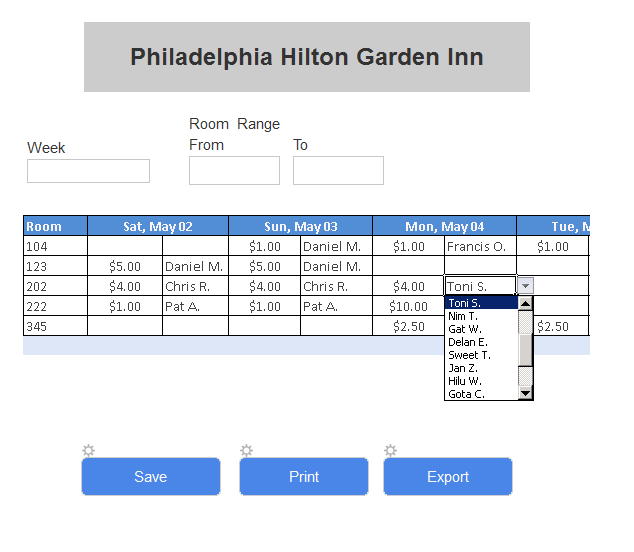 Philadelphia Hilton Garden Inn
Room Range
Week From To
Room Sat, May 02 Sun, May 03 Mon, May 04 Tue,
104 $1.00 Daniel M. $1.00 Francis O. $1.00
123 $5.00 Daniel M. $5.00 Daniel M.
202 $4.00 Chris R. $4.00 Chris R. $4.00 Toni S.
222 $1.00 Pat A. $1.00 Pat A. $10.00
345 $2.50 $2.50
Toni S.
Nim T.
Gat W.
Delan E.
Sweet T.
Jan Z.
Hilu W.
Gota C.
Save Print Export